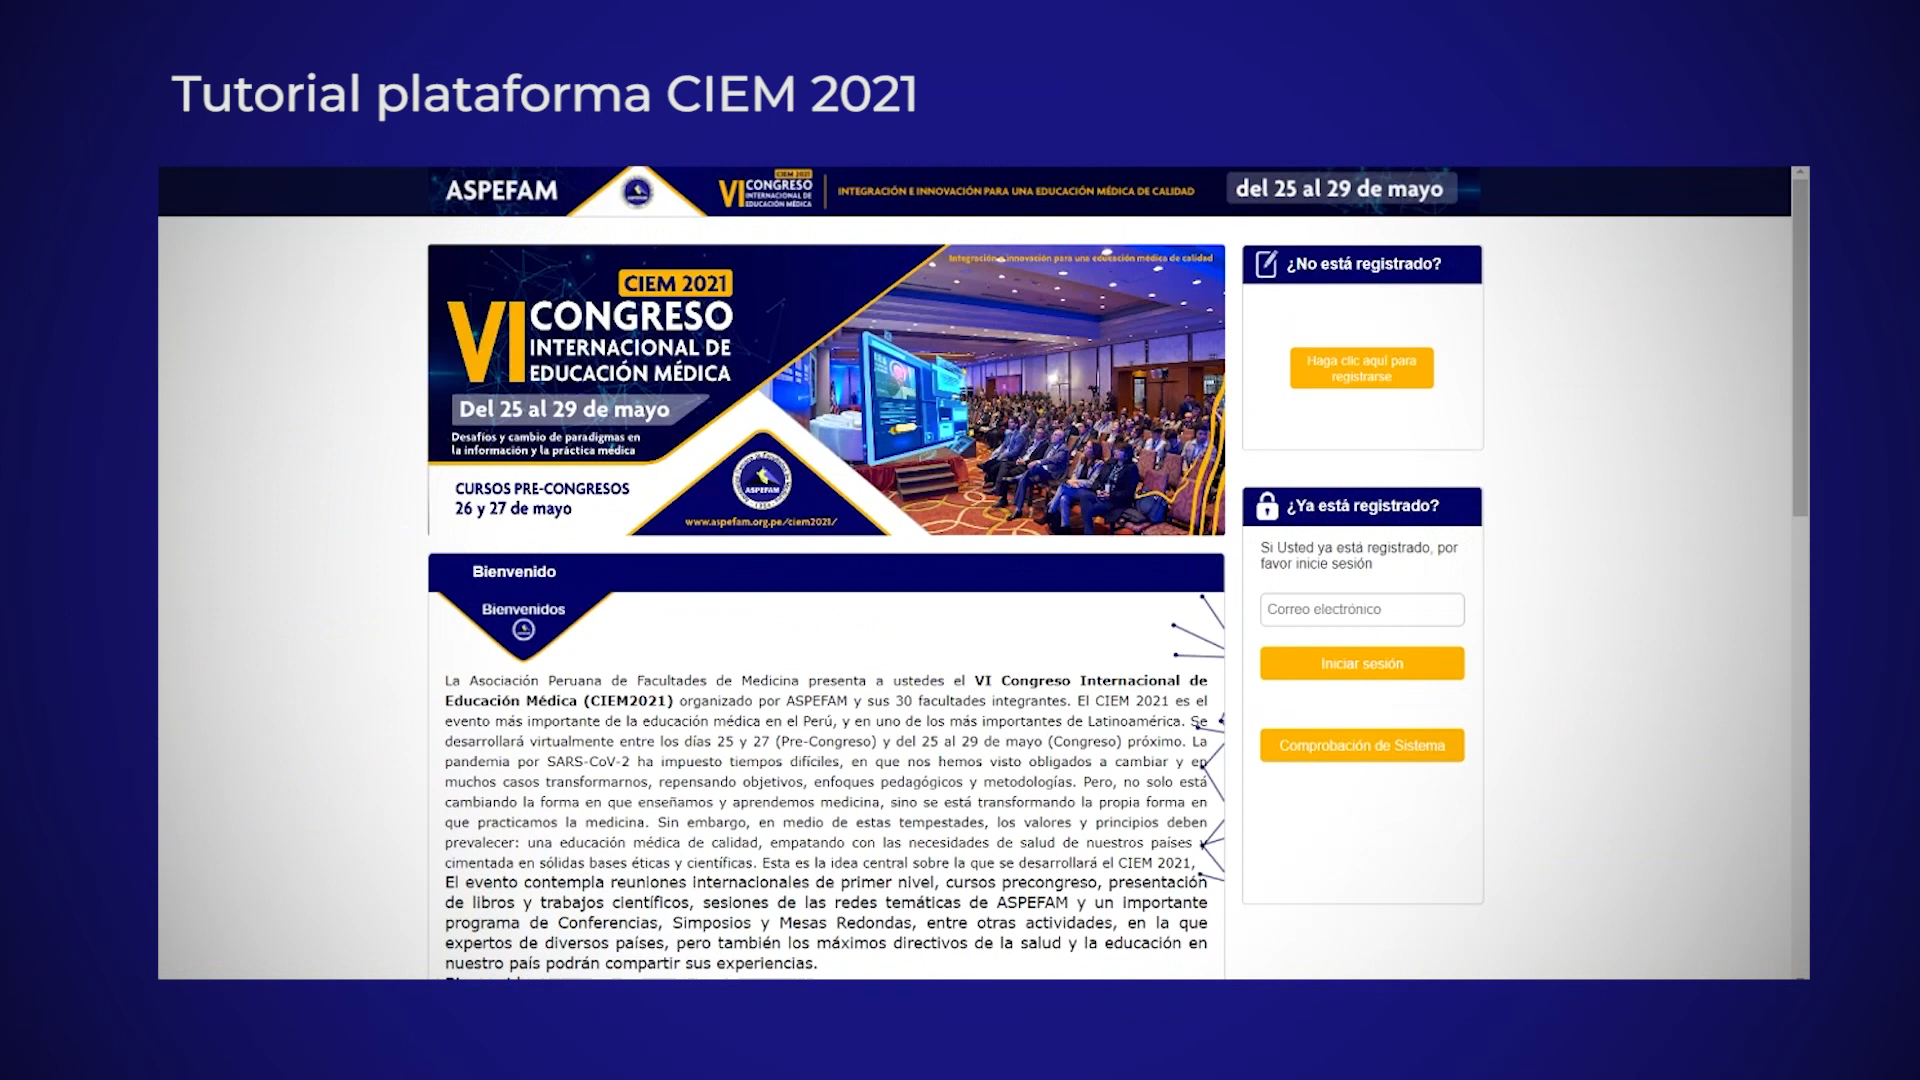 Tutorial plataforma CIEM 2021
ASPEFAM
CIEM 2021
VI CONGRESO
INTERNACIONAL DE
EDUCACIÓN MÉDICA
INTEGRACIÓN E INNOVACIÓN PARA UNA EDUCACIÓN MÉDICA DE CALIDAD
del 25 al 29 de mayo
Integración e innovación para una educación médica de calidad
CIEM 2021
VI CONGRESO
INTERNACIONAL DE
EDUCACIÓN MÉDICA
Del 25 al 29 de mayo
Desafíos y cambio de paradigmas en
la información y la práctica médica
CURSOS PRE-CONGRESOS
26 y 27 de mayo
ASPEFAM
www.aspefam.org.pe/ciem2021/
¿No está registrado?
Haga clic aquí para
registrarse
¿Ya está registrado?
Si Usted ya está registrado, por
favor inicie sesión
Correo electrónico
Iniciar sesión
Comprobación de Sistema
Bienvenido
Bienvenidos
La Asociación Peruana de Facultades de Medicina presenta a ustedes el VI Congreso Internacional de
Educación Médica (CIEM2021) organizado por ASPEFAM y sus 30 facultades integrantes. El CIEM 2021 es el
evento más importante de la educación médica en el Perú, y en uno de los más importantes de Latinoamérica. Se
desarrollará virtualmente entre los días 25 y 27 (Pre-Congreso) y del 25 al 29 de mayo (Congreso) próximo. La
pandemia por SARS-CoV-2 ha impuesto tiempos difíciles, en que nos hemos visto obligados a cambiar y en
muchos casos transformarnos, repensando objetivos, enfoques pedagógicos y metodologías. Pero, no solo está
cambiando la forma en que enseñamos y aprendemos medicina, sino se está transformando la propia forma en
que practicamos la medicina. Sin embargo, en medio de estas tempestades, los valores y principios deben
prevalecer: una educación médica de calidad, empatando con las necesidades de salud de nuestros países y
cimentada en sólidas bases éticas y científicas. Esta es la idea central sobre la que se desarrollará el CIEM 2021,
El evento contempla reuniones internacionales de primer nivel, cursos precongreso, presentación
de libros y trabajos científicos, sesiones de las redes temáticas de ASPEFAM y un importante
programa de Conferencias, Simposios y Mesas Redondas, entre otras actividades, en la que
expertos de diversos países, pero también los máximos directivos de la salud y la educación en
nuestro país podrán compartir sus experiencias.